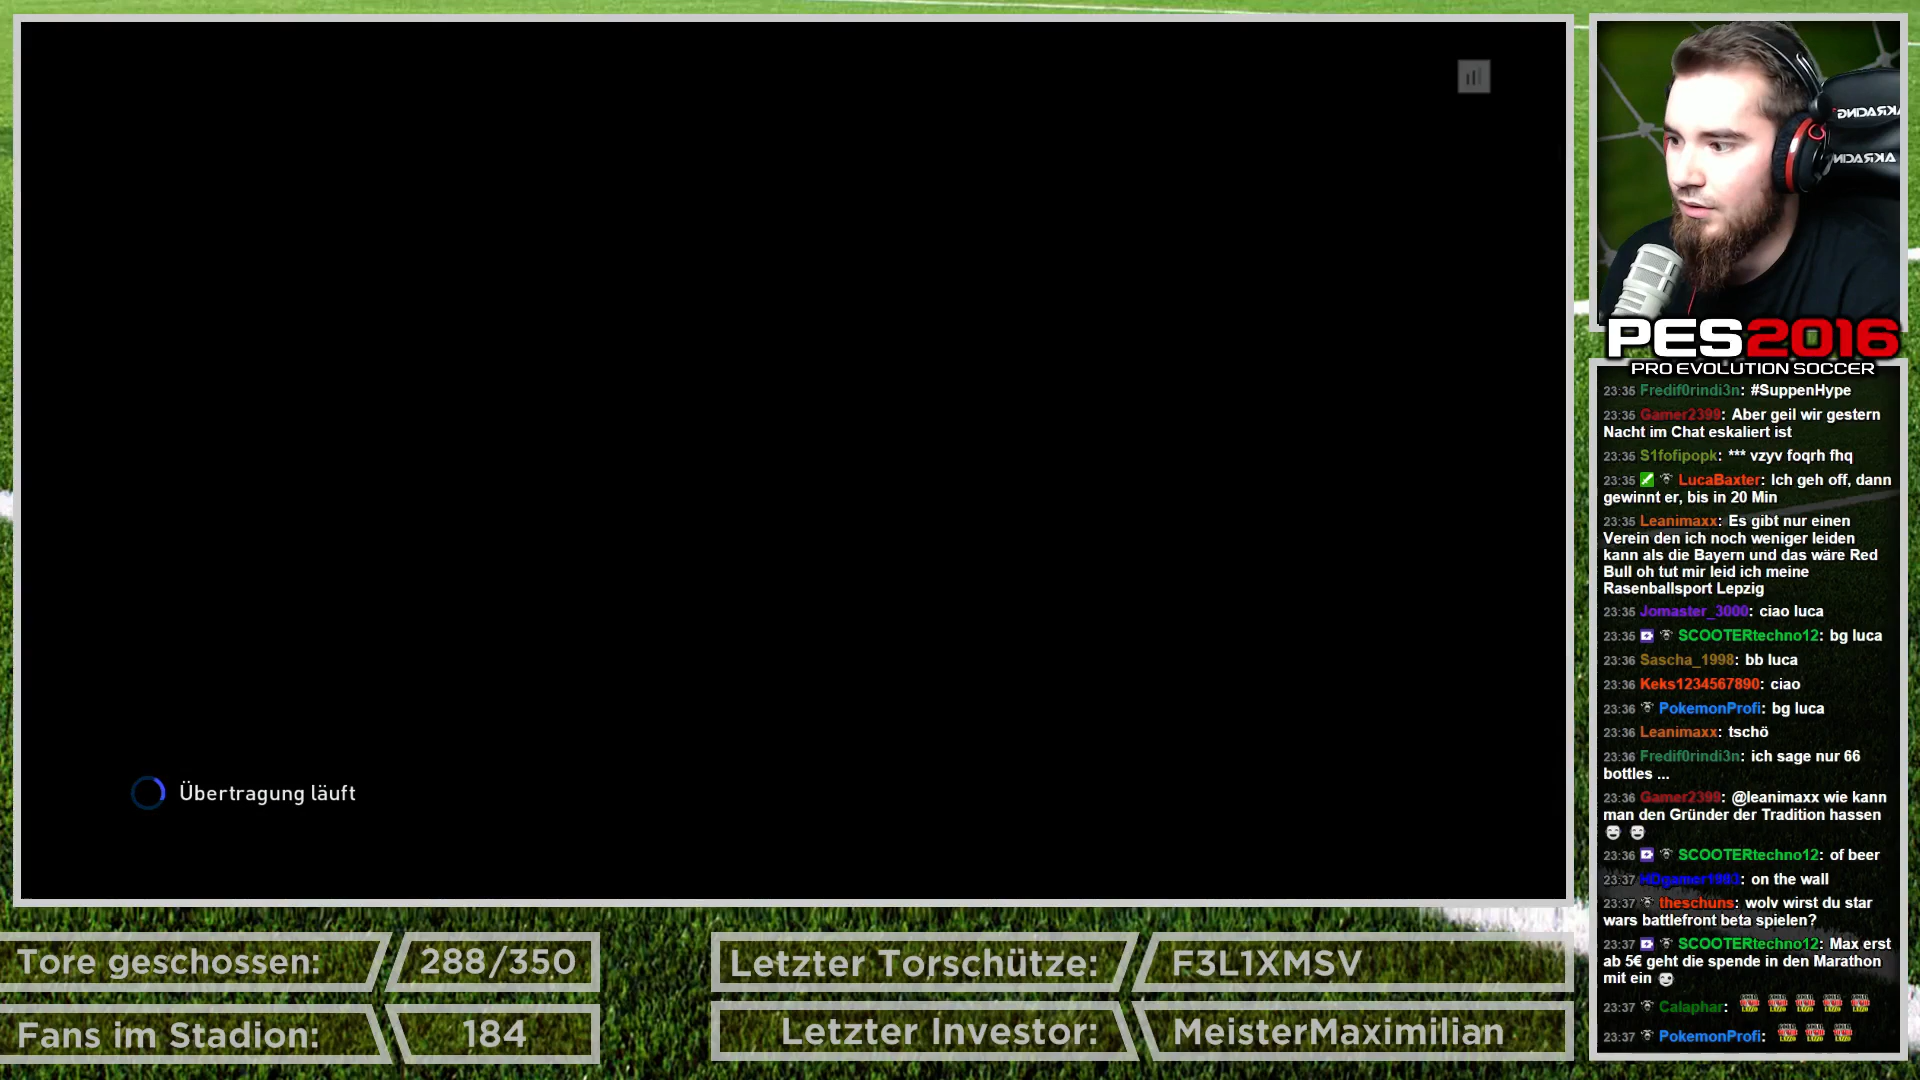 Übertragung läuft
AKRACING
AKRACING
PES2016
PRO EVOLUTION SOCCER
23:35 Fredif0rindi3n: #SuppenHype
23:35 Gamer2399: Aber geil wir gestern
Nacht im Chat eskaliert ist
23:35 S1fofipopk: *** vzyv foqrh fhq
23:35 LucaBaxter: Ich geh off, dann
gewinnt er, bis in 20 Min
23:35 Leanimaxx: Es gibt nur einen
Verein den ich noch weniger leiden
kann als die Bayern und das wäre Red
Bull oh tut mir leid ich meine
Rasenballsport Lepzig
23:35 Jomaster_3000: ciao luca
23:35 SCOOTERtechno12: bg luca
23:36 Sascha_1998: bb luca
23:36 Keks1234567890: ciao
23:36 PokemonProfi: bg luca
23:36 Leanimaxx: tschö
23:36 Fredif0rindi3n: ich sage nur 66
bottles ...
23:36 Gamer2399: @leanimaxx wie kann
man den Gründer der Tradition hassen
23:36 SCOOTERtechno12: of beer
23:37 HDgamer1983: on the wall
23:37 theschuns: wolv wirst du star
wars battlefront beta spielen?
23:37 SCOOTERtechno12: Max erst
ab 5€ geht die spende in den Marathon
mit ein
23:37 Calaphar:
23:37 PokemonProfi:
Tore geschossen: 288/350
Letzter Torschütze: F3L1XMSV
Fans im Stadion: 184
Letzter Investor: MeisterMaximilian